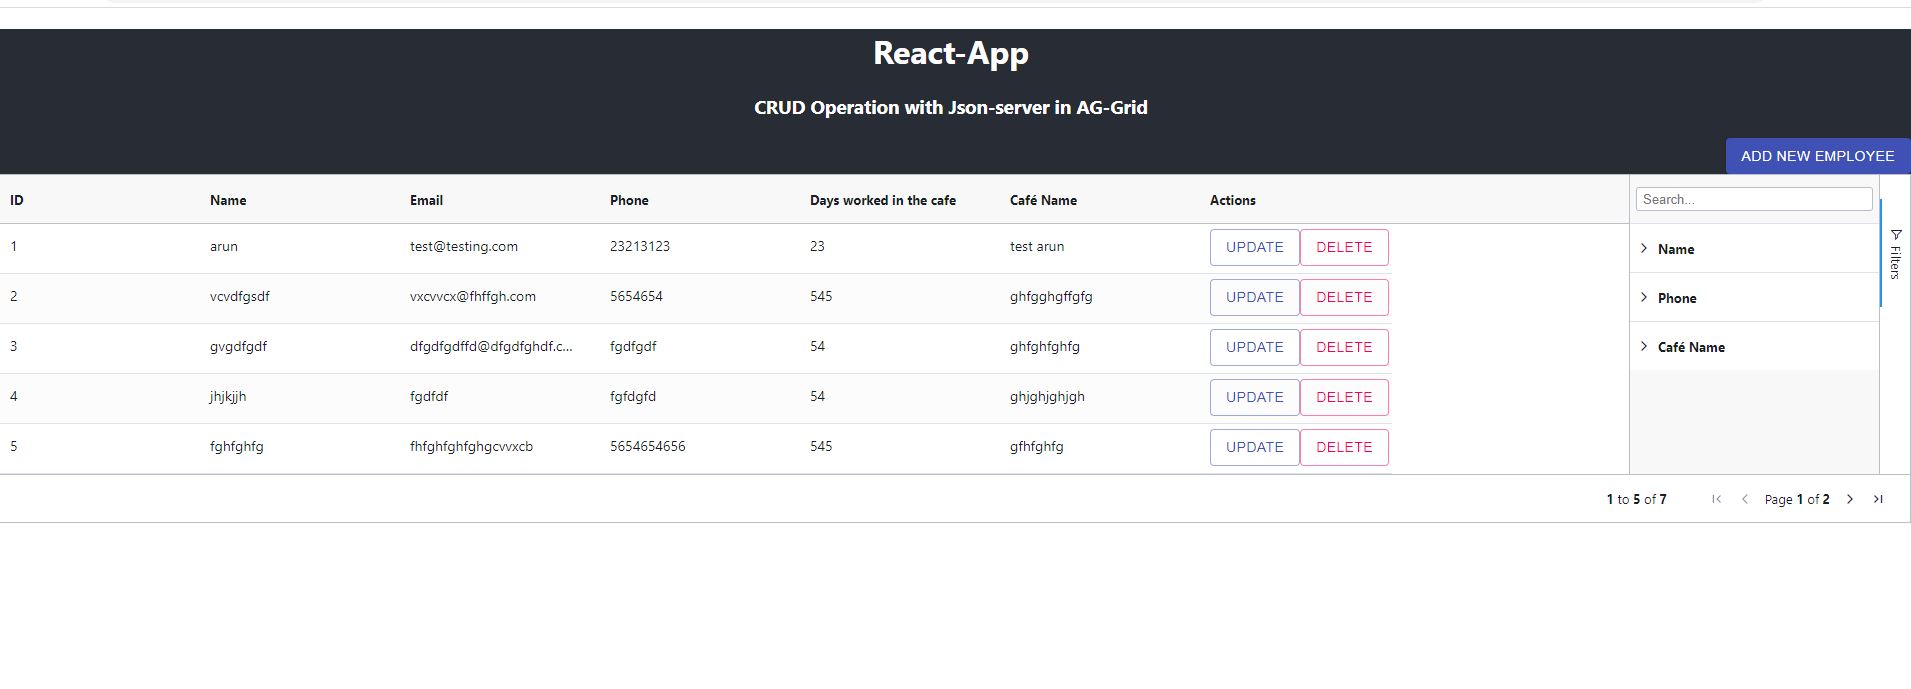 React-App
CRUD Operation with Json-server in AG-Grid
ADD NEW EMPLOYEE
ID Name Email Phone Days worked in the cafe Café Name Actions
1 arun test@testing.com 23213123 23 test arun UPDATE DELETE
2 vcvdfgsdf vxcvvcx@fhffgh.com 5654654 545 ghfgghgffgfg UPDATE DELETE
3 gvgdfgdf dfgdfgdffd@dfgdfghdf.c... fgdfgdf 54 ghfghfghfg UPDATE DELETE
4 jhjkjjh fgdfdf fgfdgfd 54 ghjghjghjgh UPDATE DELETE
5 fghfghfg fhfghfghfghgcvvxcb 5654654656 545 gfhfghfg UPDATE DELETE
Search...
Name
Phone
Café Name
Filters
1 to 5 of 7 Page 1 of 2